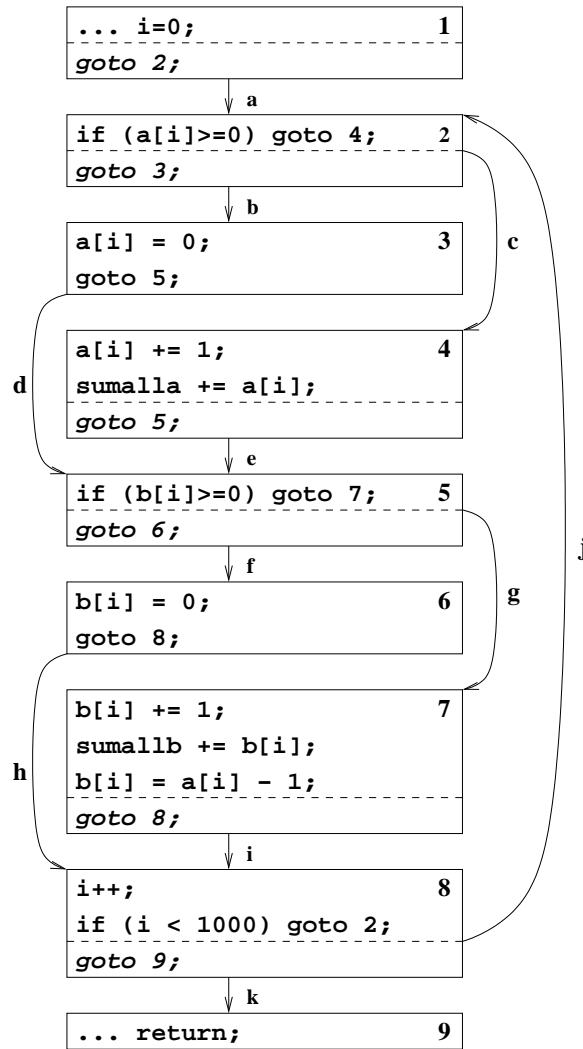 ... i=0; 1
goto 2;
a
if (a[i]>=0) goto 4; 2
goto 3;
b
c
a[i] = 0; 3
goto 5;
d
a[i] += 1; 4
sumalla += a[i];
goto 5;
e
if (b[i]>=0) goto 7; 5
goto 6;
j
f
g
b[i] = 0; 6
goto 8;
b[i] += 1; 7
sumallb += b[i];
h
b[i] = a[i] - 1;
goto 8;
i
i++; 8
if (i < 1000) goto 2;
goto 9;
k
... return; 9